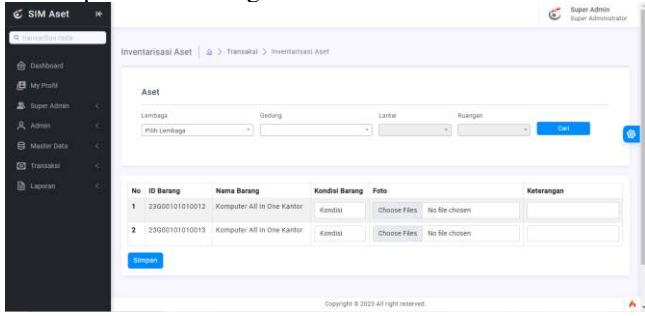 SIM Aset
Super Admin
Super Administrator
Transaction code
Inventarisasi Aset
Transaksi > Inventarisasi Aset
Dashboard
My Profil
Super Admin
Admin
Master Data
Transaksi
Laporan
Aset
Lembaga Gedung Lantai Ruangan
Pilih Lembaga
Cari
No ID Barang Nama Barang Kondisi Barang Foto Keterangan
1 23G00101010012 Komputer All In One Kantor Kondisi Choose Files No file chosen
2 23G00101010013 Komputer All In One Kantor Kondisi Choose Files No file chosen
Simpan
Copyright © 2023 All right reserved.